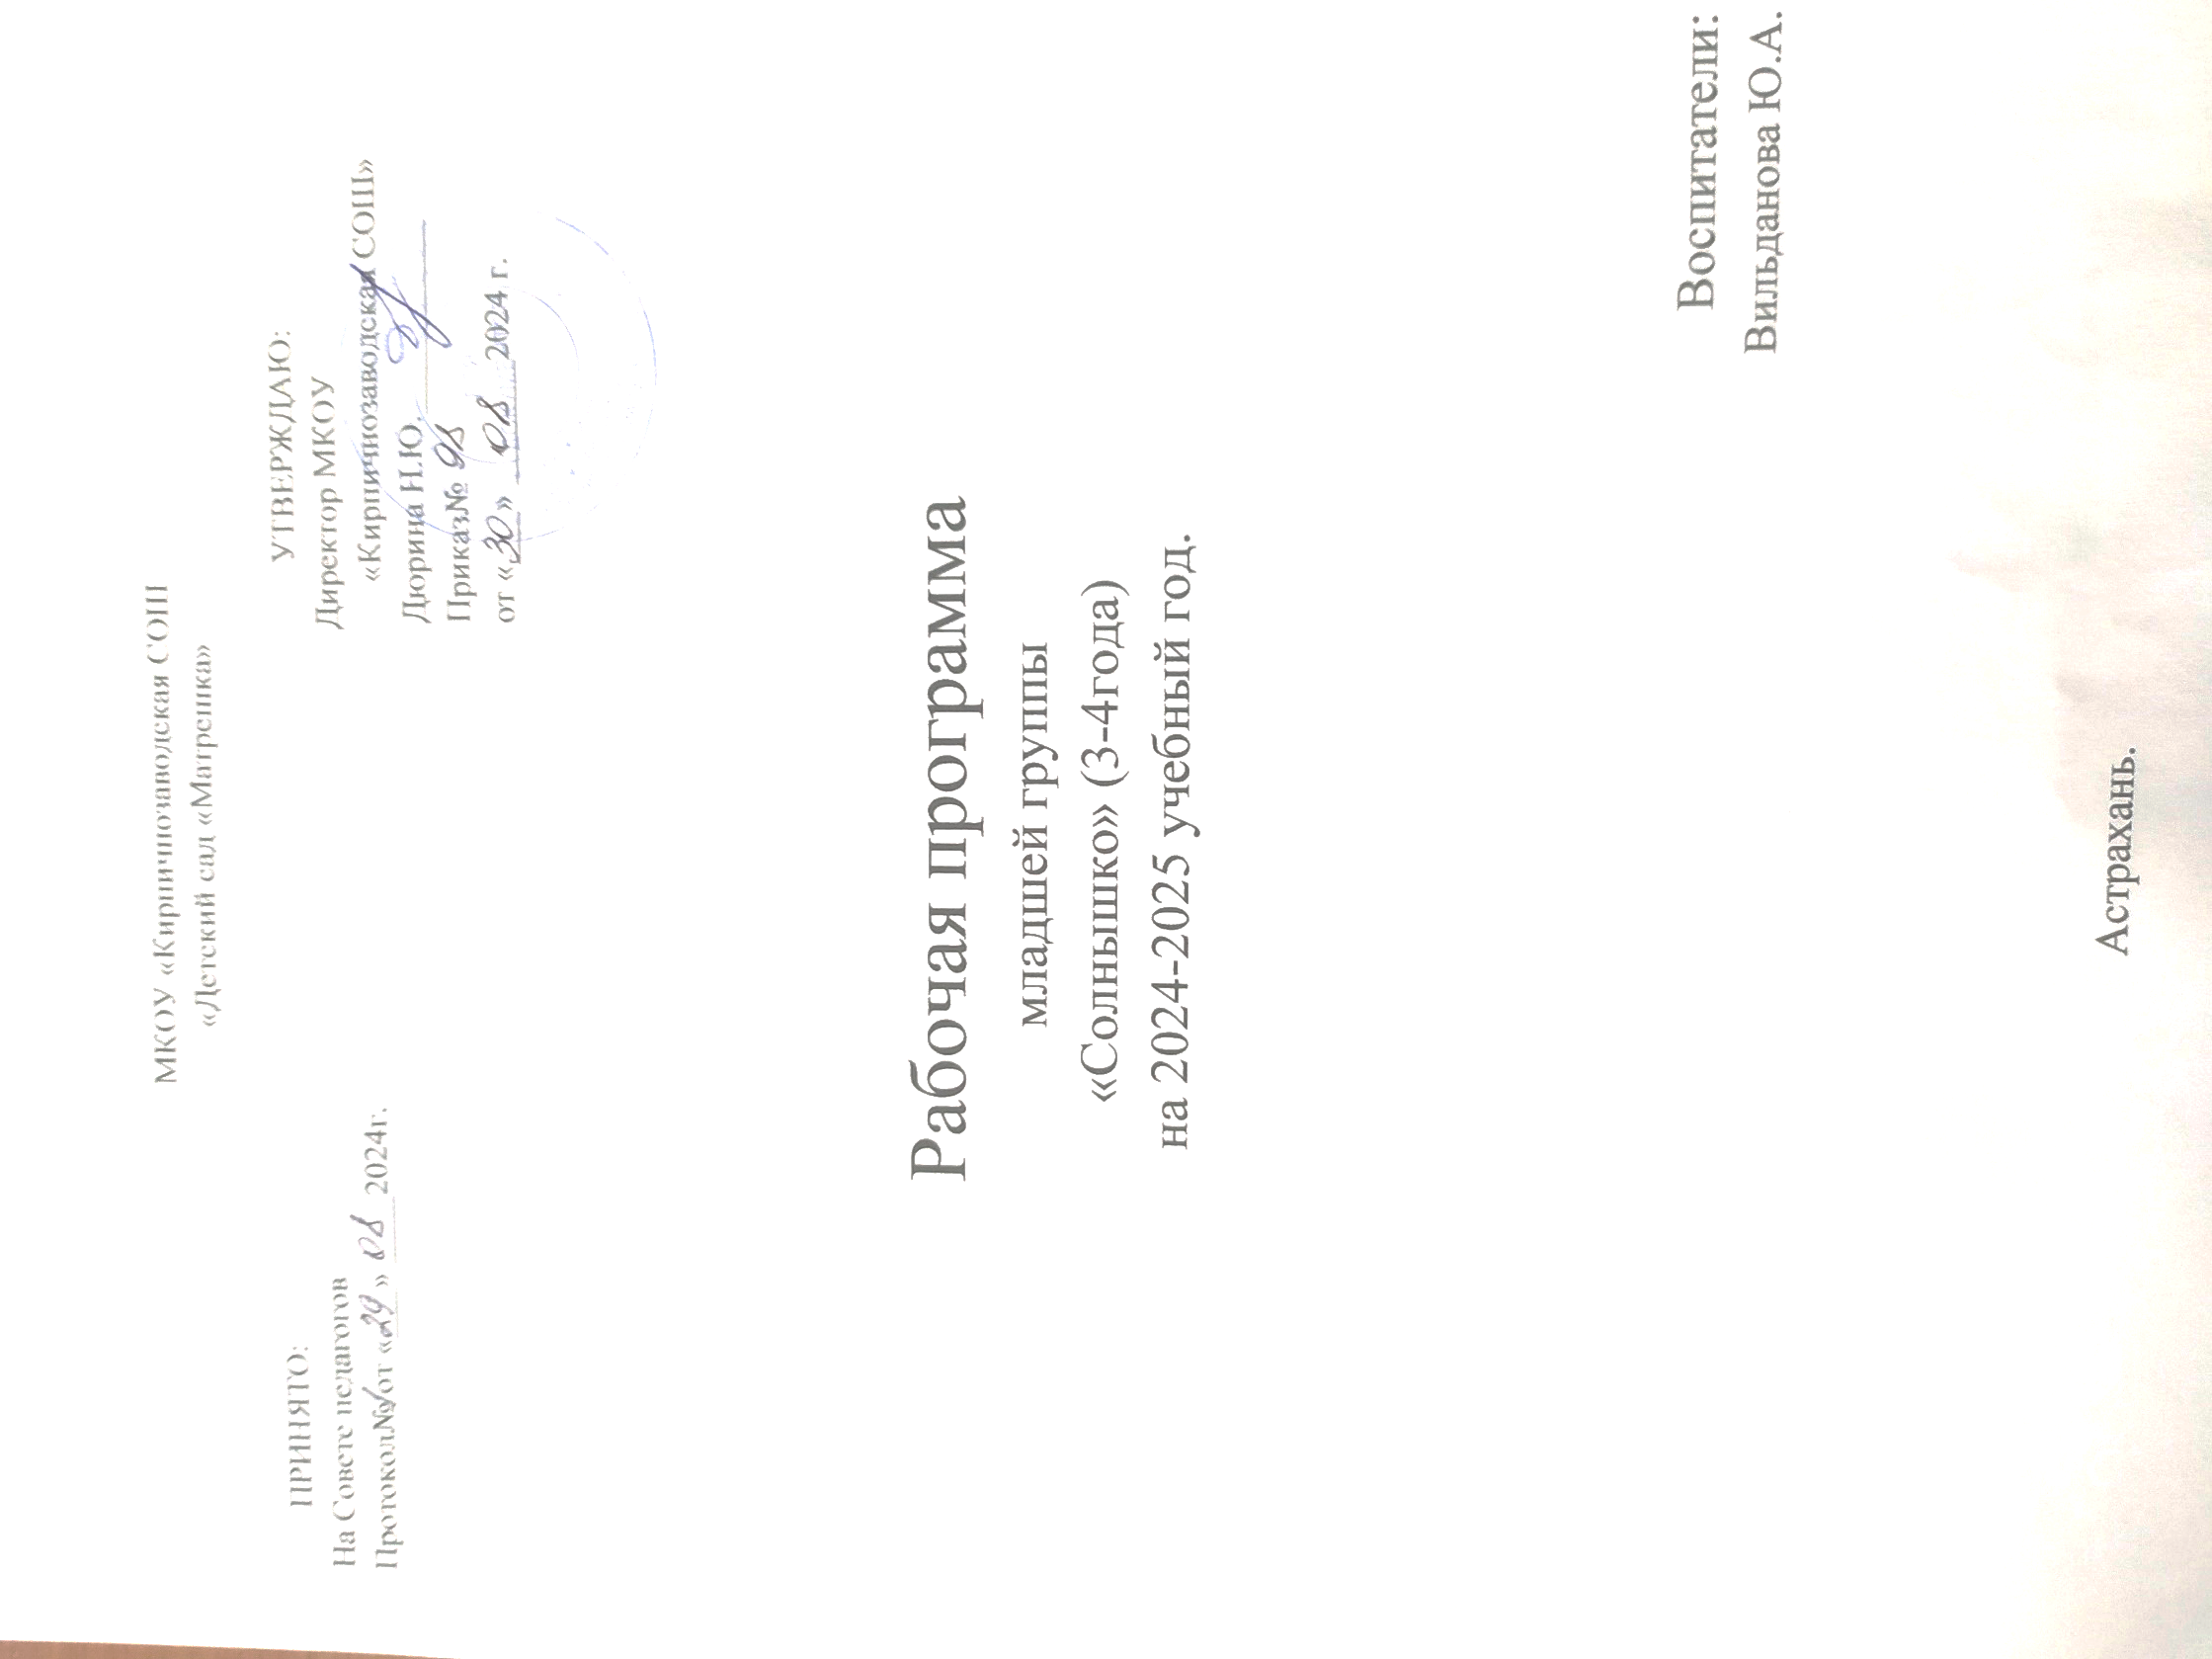 МКОУ «Кирпичнозаводская СОШ
«Детский сад «Матрешка»
ПРИНЯТО:
На Совете педагогов
Протокол№1от «29» 08 2024г.
УТВЕРЖДАЮ:
Директор МКОУ
«Кирпичнозаводская СОШ»
Дюрина Н.Ю.
Приказ№ 98
от «30» 08 2024 г.
Рабочая программа
младшей группы
«Солнышко» (3-4года)
на 2024-2025 учебный год.
Воспитатели:
Вильданова Ю.А.
Астрахань.